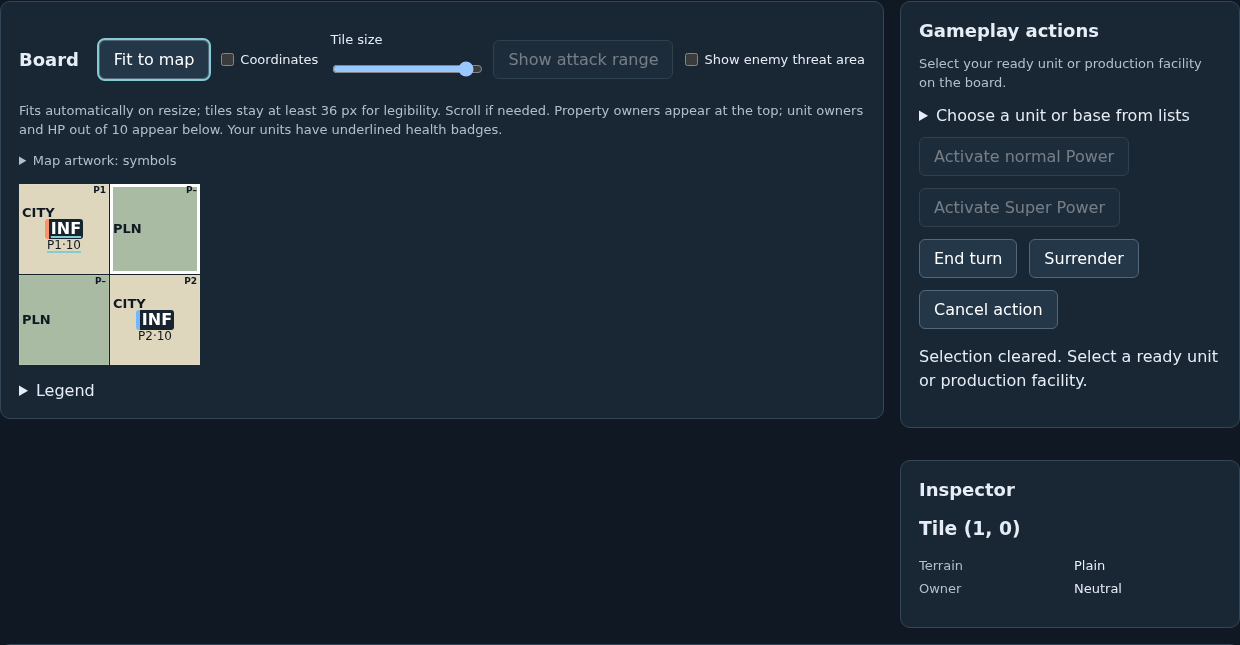 Board
Fit to map
Coordinates
Tile size
Show attack range
Show enemy threat area
Fits automatically on resize; tiles stay at least 36 px for legibility. Scroll if needed. Property owners appear at the top; unit owners
and HP out of 10 appear below. Your units have underlined health badges.
Map artwork: symbols
P1
CITY
INF
P1·10
P–
PLN
P–
PLN
P2
CITY
INF
P2·10
Legend
Gameplay actions
Select your ready unit or production facility
on the board.
Choose a unit or base from lists
Activate normal Power
Activate Super Power
End turn
Surrender
Cancel action
Selection cleared. Select a ready unit
or production facility.
Inspector
Tile (1, 0)
Terrain Plain
Owner Neutral